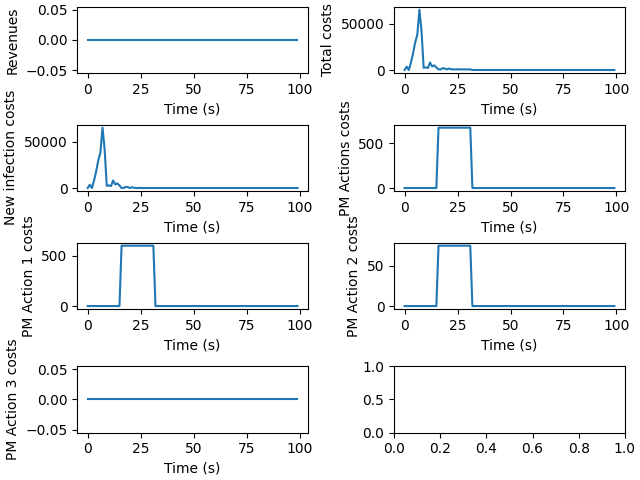 Revenues
0.05
0.00
−0.05
0 25 50 75 100
Time (s)
Total costs
50000
0
0 25 50 75 100
Time (s)
New infection costs
50000
0
0 25 50 75 100
Time (s)
PM Actions costs
500
0
0 25 50 75 100
Time (s)
PM Action 1 costs
500
0
0 25 50 75 100
Time (s)
PM Action 2 costs
50
0
0 25 50 75 100
Time (s)
PM Action 3 costs
0.05
0.00
−0.05
0 25 50 75 100
Time (s)
1.0
0.5
0.0
0.0 0.2 0.4 0.6 0.8 1.0